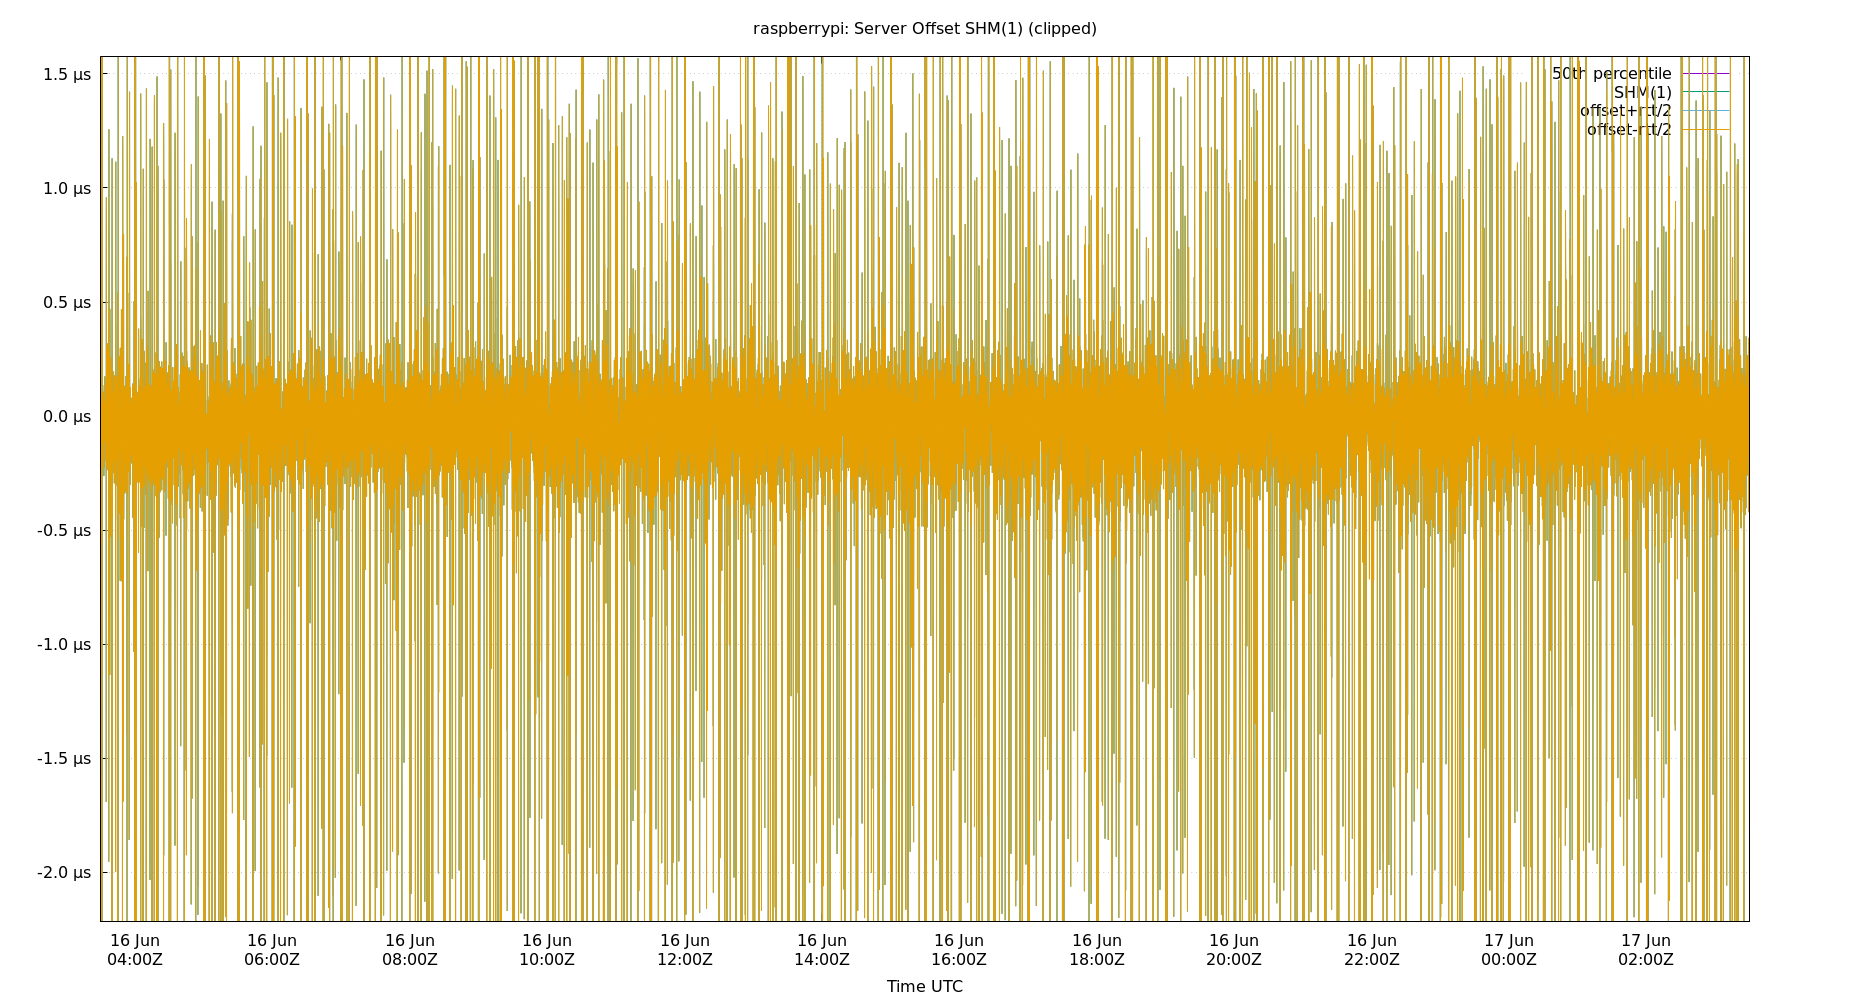 raspberrypi: Server Offset SHM(1) (clipped)
1.5 µs
1.0 µs
0.5 µs
0.0 µs
-0.5 µs
-1.0 µs
-1.5 µs
-2.0 µs
50th percentile
SHM(1)
offset+rtt/2
offset-rtt/2
16 Jun 16 Jun 16 Jun 16 Jun 16 Jun 16 Jun 16 Jun 16 Jun 16 Jun 16 Jun 17 Jun 17 Jun
04:00Z 06:00Z 08:00Z 10:00Z 12:00Z 14:00Z 16:00Z 18:00Z 20:00Z 22:00Z 00:00Z 02:00Z
Time UTC